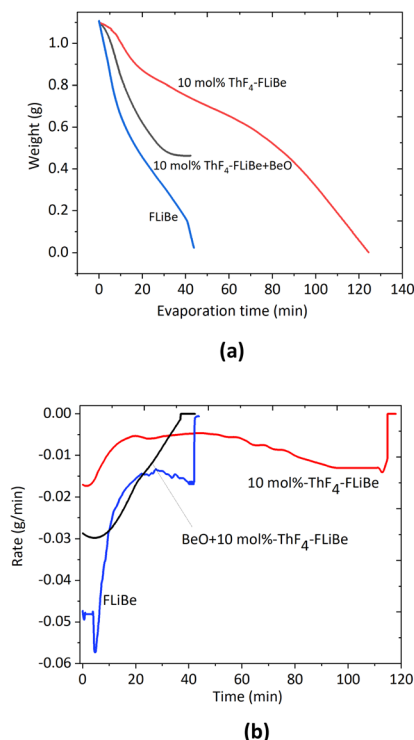 1.0
0.8
0.6
0.4
0.2
0.0
Weight (g)
10 mol% ThF4-FLiBe
10 mol% ThF4-FLiBe+BeO
FLiBe
0 20 40 60 80 100 120 140
Evaporation time (min)
(a)
0.00
-0.01
-0.02
-0.03
-0.04
-0.05
-0.06
Rate (g/min)
10 mol%-ThF4-FLiBe
BeO+10 mol%-ThF4-FLiBe
FLiBe
0 20 40 60 80 100 120
Time (min)
(b)